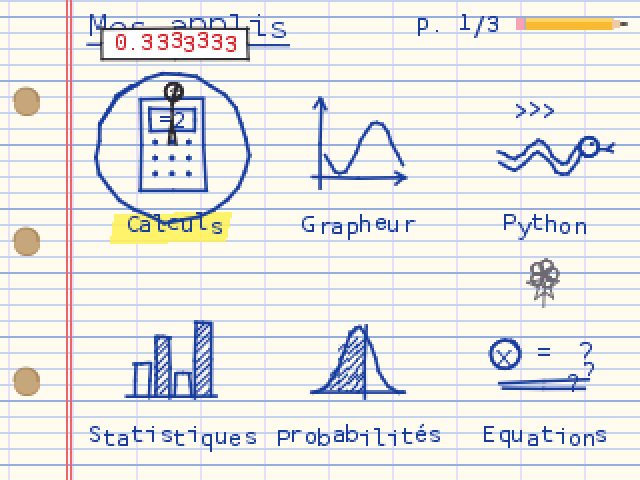 Mes applis
p. 1/3
0.3333333
=2
>>>
Calculs
Grapheur
Python
x = ?
?
?
Statistiques
Probabilités
Equations